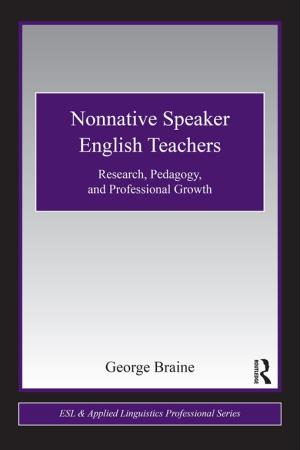 Nonnative Speaker
English Teachers
Research, Pedagogy,
and Professional Growth
George Braine
R
ROUTLEDGE
ESL & Applied Linguistics Professional Series